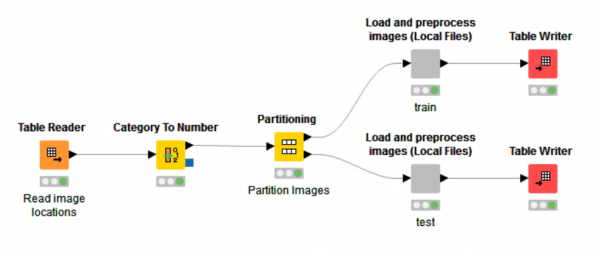 Load and preprocess
images (Local Files)
Table Writer
train
Table Reader
Category To Number
Partitioning
Read image
locations
Partition Images
Load and preprocess
images (Local Files)
Table Writer
test